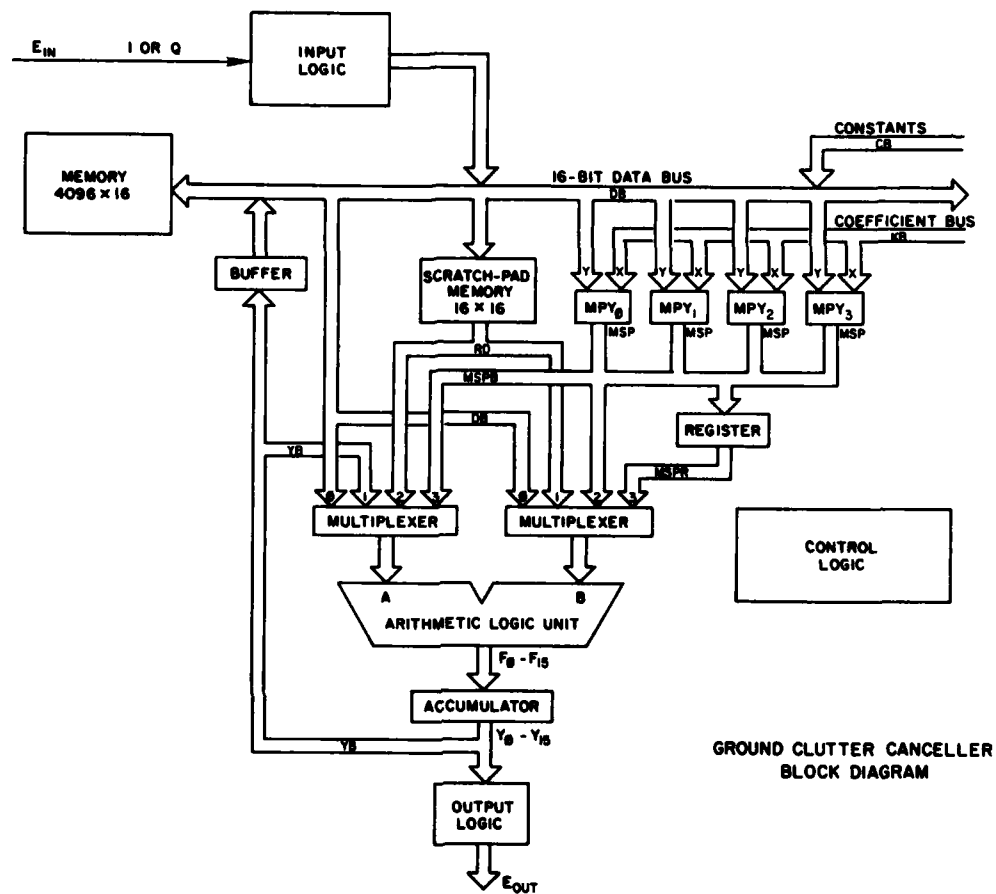 E_IN
I OR Q
INPUT
LOGIC
CONSTANTS
CB
MEMORY
4096 × 16
16-BIT DATA BUS
DB
COEFFICIENT BUS
KB
BUFFER
SCRATCH-PAD
MEMORY
16 × 16
Y X Y X Y X Y X
MPY₀ MPY₁ MPY₂ MPY₃
MSP MSP MSP MSP
RD
MSPB
DB
REGISTER
YB
MSPR
0 1 2 3 0 1 2 3
MULTIPLEXER MULTIPLEXER
CONTROL
LOGIC
A B
ARITHMETIC LOGIC UNIT
F₀ - F₁₅
ACCUMULATOR
Y₀ - Y₁₅
YB
GROUND CLUTTER CANCELLER
BLOCK DIAGRAM
OUTPUT
LOGIC
E_OUT